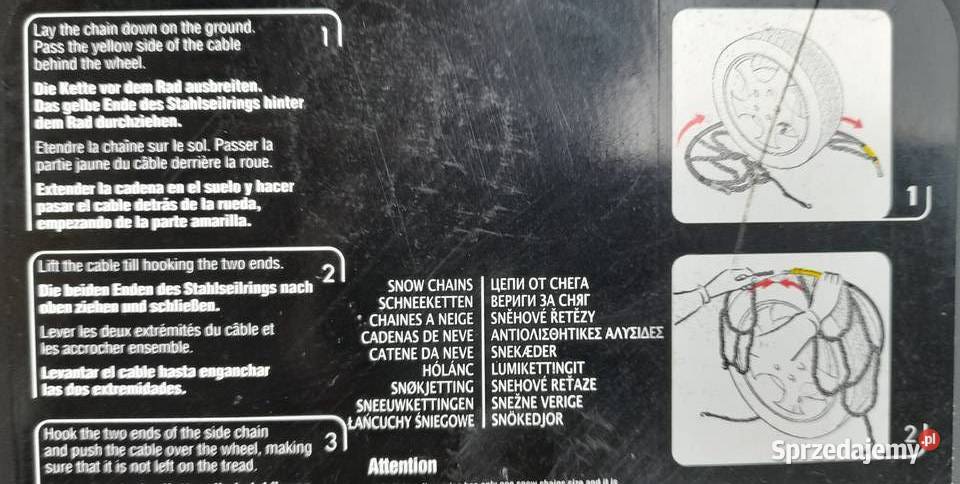 Lay the chain down on the ground.
Pass the yellow side of the cable
behind the wheel.
Die Kette vor dem Rad ausbreiten.
Das gelbe Ende des Stahlseilrings hinter
dem Rad durchziehen.
Etendre la chaîne sur le sol. Passer la
partie jaune du câble derrière la roue.
Extender la cadena en el suelo y hacer
pasar el cable detrás de la rueda,
empezando de la parte amarilla.
1
1
Lift the cable till hooking the two ends.
Die beiden Enden des Stahlseilrings nach
oben ziehen und schließen.
Lever les deux extrémités du câble et
les accrocher ensemble.
Levantar el cable hasta enganchar
las dos extremidades.
2
SNOW CHAINS
SCHNEEKETTEN
CHAINES A NEIGE
CADENAS DE NEVE
CATENE DA NEVE
HÓLÁNC
SNØKJETTING
SNEEUWKETTINGEN
ŁAŃCUCHY ŚNIEGOWE
ЦЕПИ ОТ СНЕГА
ВЕРИГИ ЗА СНЯГ
SNĚHOVÉ ŘETĚZY
ΑΝΤΙΟΛΙΣΘΗΤΙΚΕΣ ΑΛΥΣΙΔΕΣ
SNEKÆDER
LUMIKETTINGIT
SNEHOVÉ REŤAZE
SNEŽNE VERIGE
SNÖKEDJOR
2
Hook the two ends of the side chain
and push the cable over the wheel, making
sure that it is not left on the tread.
3
Attention
Sprzedajemy.pl